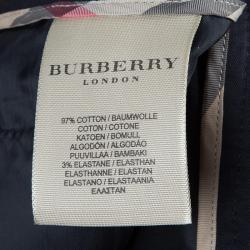 BURBERRY
LONDON
97% COTTON / BAUMWOLLE
COTON / COTONE
KATOEN / BOMULL
ALGODÓN / ALGODÃO
PUUVILLAA / BAMBAKI
3% ELASTANE / ELASTHAN
ELASTHANNE / ELASTAN
ELASTANO / ELASTAANIA
ΕΛΑΣΤΑΝ